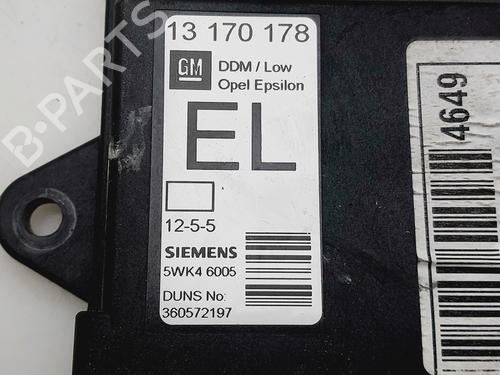 13 170 178
GM
DDM / Low
Opel Epsilon
EL
12-5-5
SIEMENS
5WK4 6005
DUNS No:
360572197
4649
B-PARTS